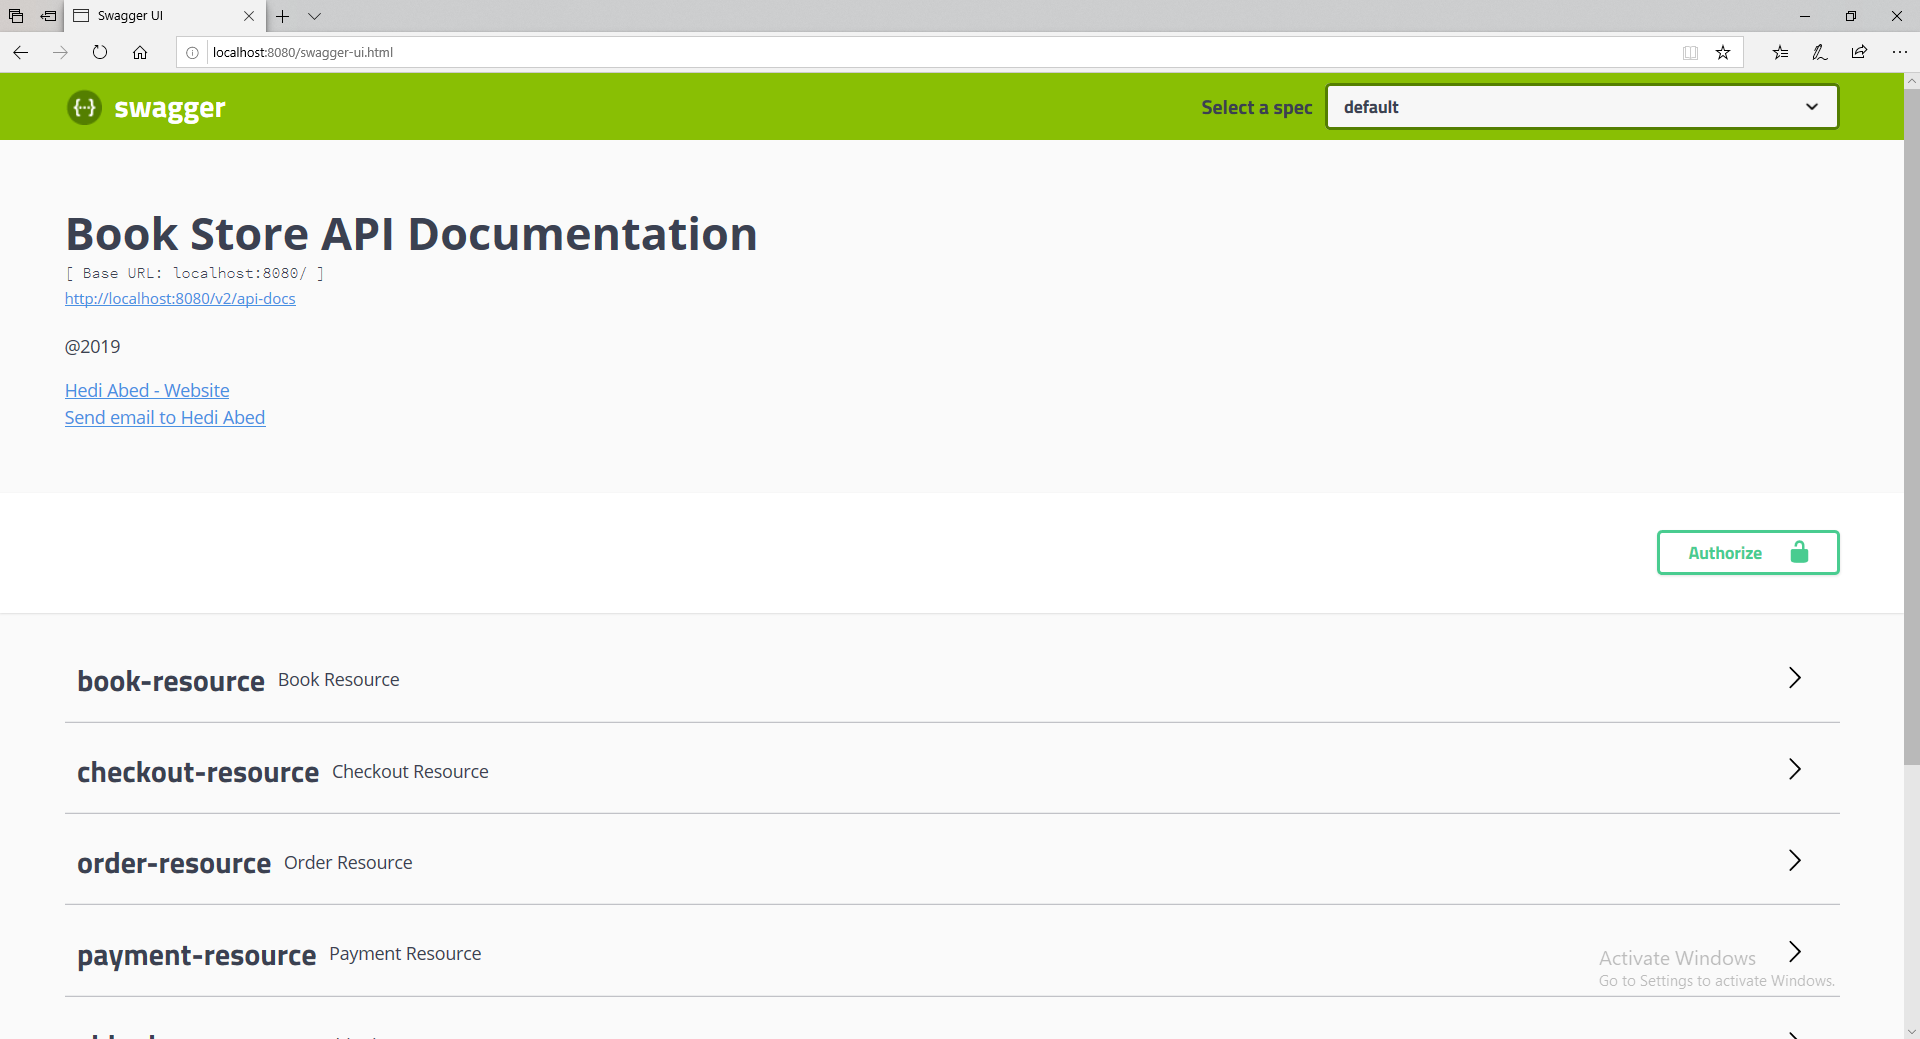 Swagger UI
localhost:8080/swagger-ui.html
swagger
Select a spec
default
Book Store API Documentation
[ Base URL: localhost:8080/ ]
http://localhost:8080/v2/api-docs
@2019
Hedi Abed - Website
Send email to Hedi Abed
Authorize
book-resource Book Resource
checkout-resource Checkout Resource
order-resource Order Resource
payment-resource Payment Resource
Activate Windows
Go to Settings to activate Windows.